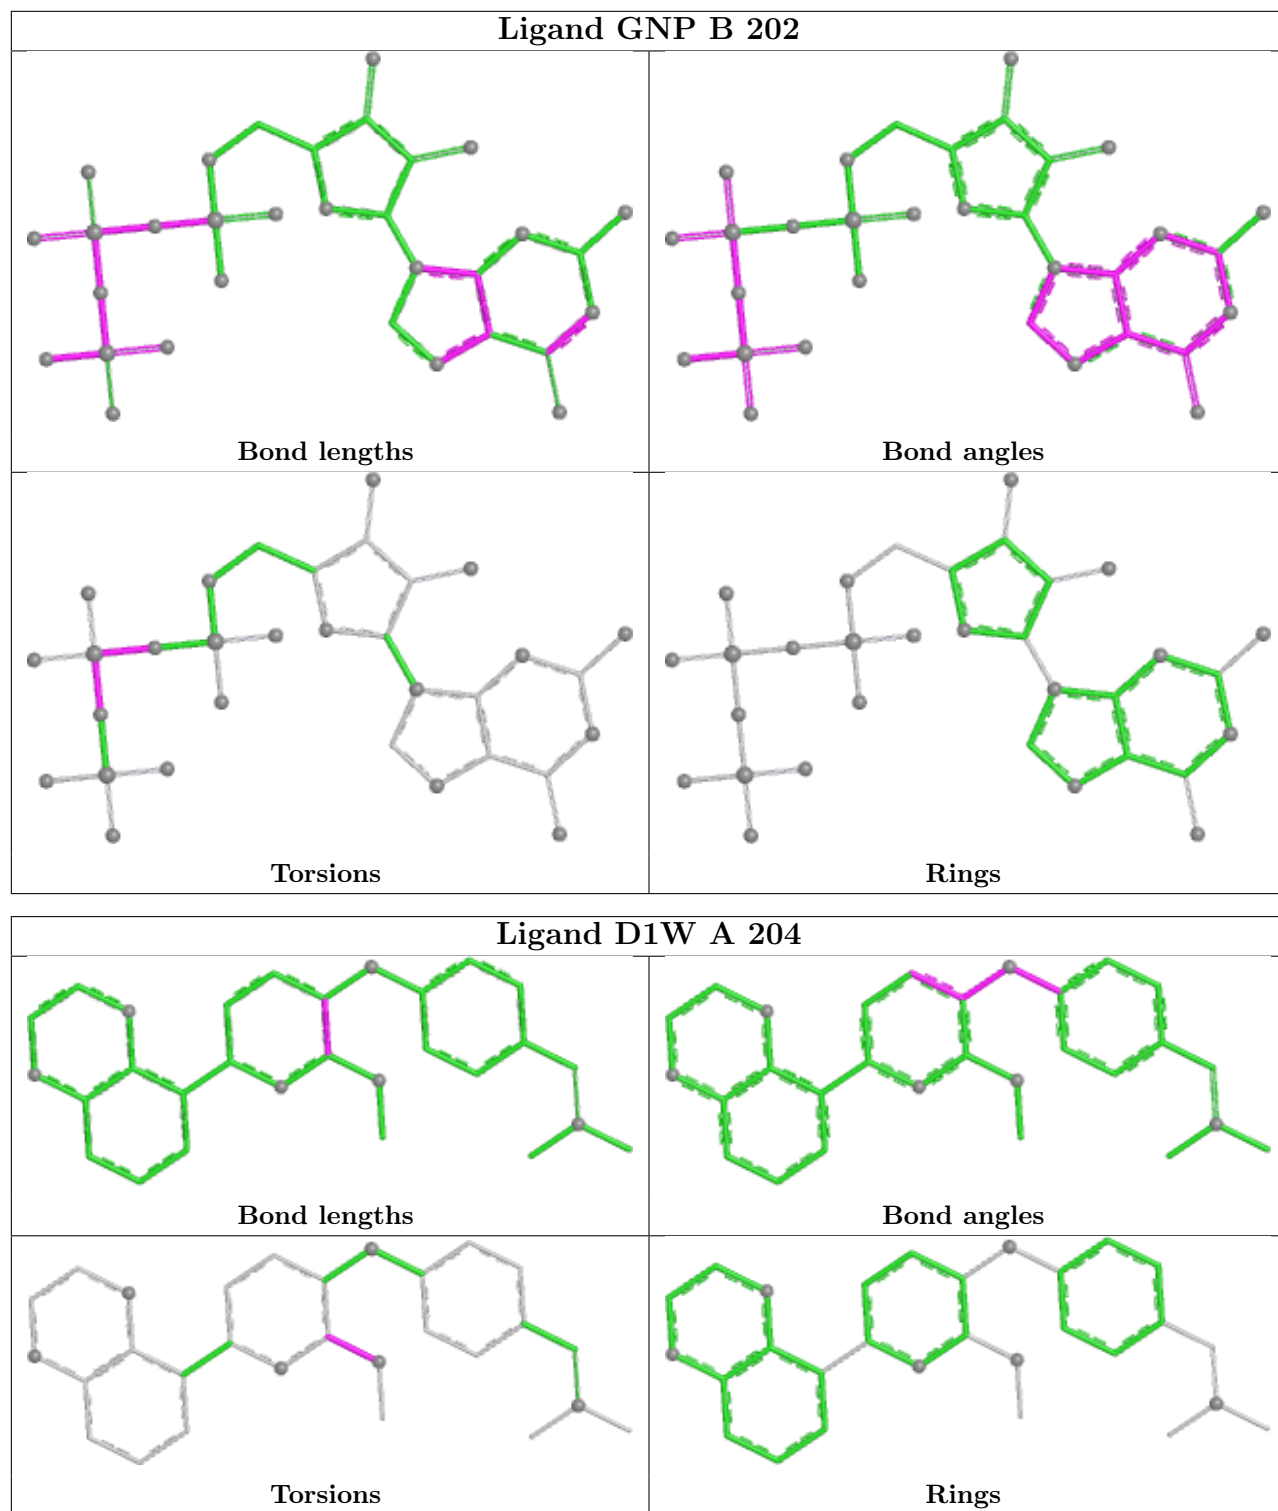 Ligand GNP B 202
Bond lengths
Bond angles
Torsions
Rings
Ligand D1W A 204
Bond lengths
Bond angles
Torsions
Rings